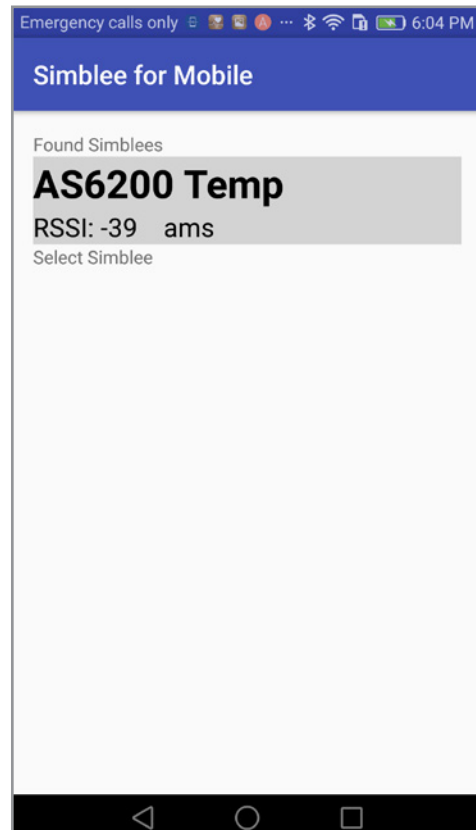 Emergency calls only ... 6:04 PM
Simblee for Mobile
Found Simblees
AS6200 Temp
RSSI: -39 ams
Select Simblee